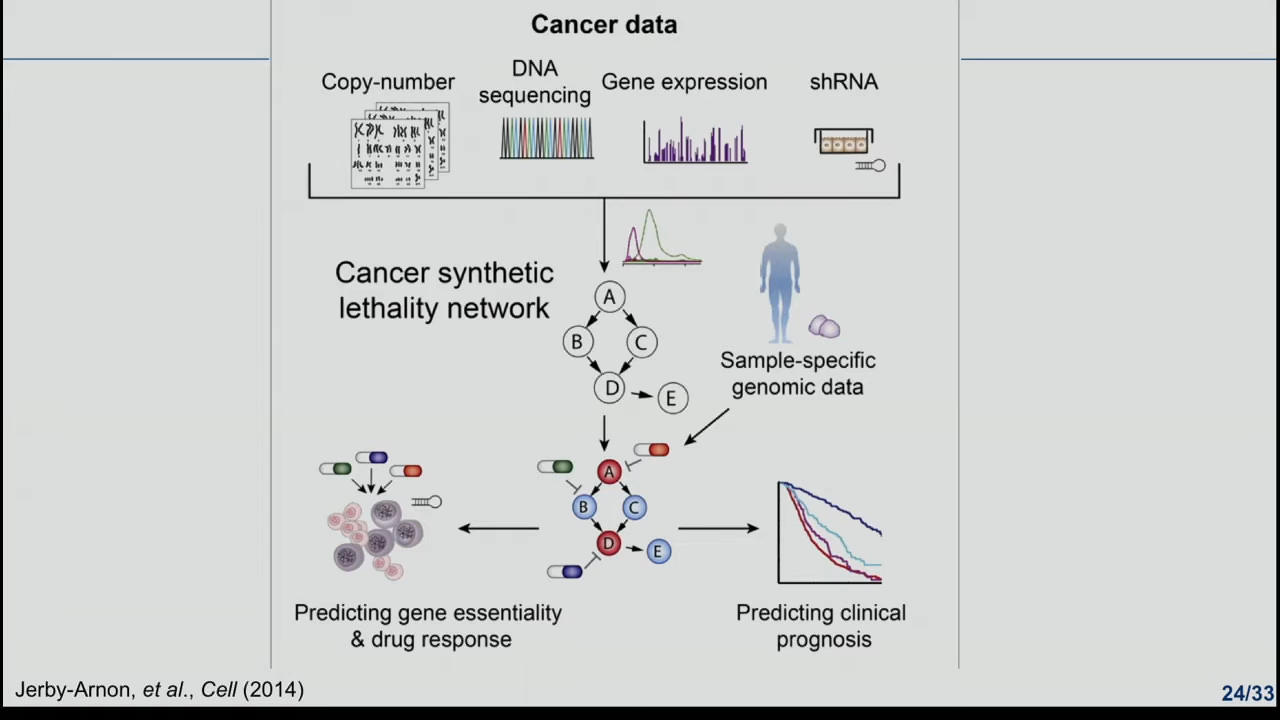 Cancer data
Copy-number
DNA
sequencing
Gene expression
shRNA
Cancer synthetic
lethality network
A
B
C
D
E
Sample-specific
genomic data
A
B
C
D
E
Predicting gene essentiality
& drug response
Predicting clinical
prognosis
Jerby-Arnon, et al., Cell (2014)
24/33